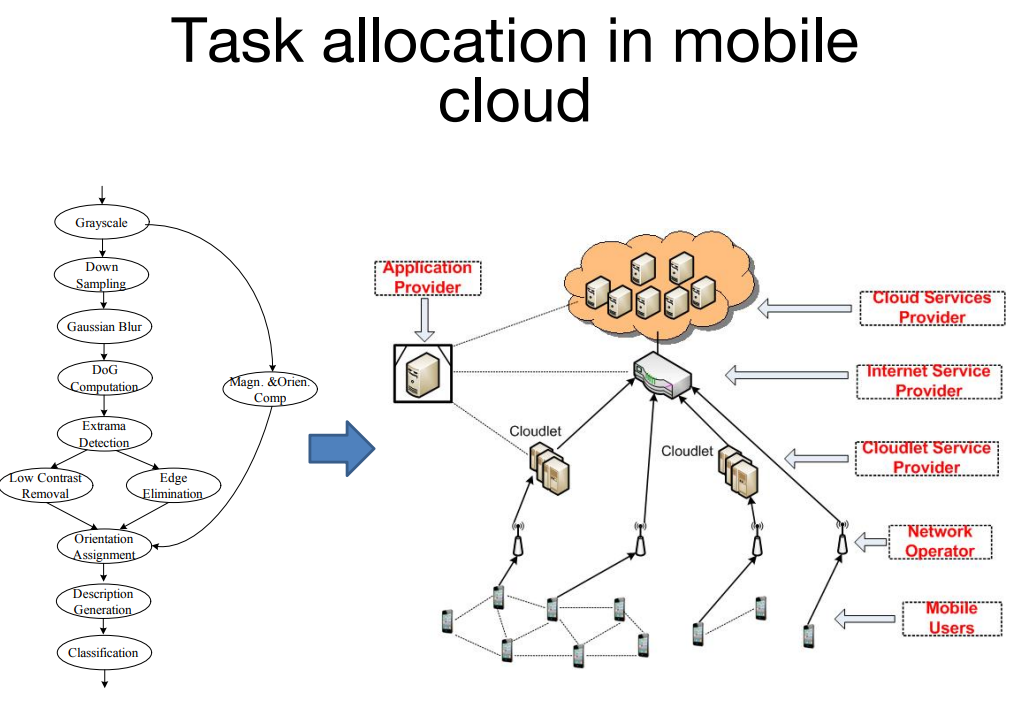 Task allocation in mobile
cloud
Grayscale
Down
Sampling
Gaussian Blur
DoG
Computation
Magn. &Orien.
Comp
Extrama
Detection
Low Contrast
Removal
Edge
Elimination
Orientation
Assignment
Description
Generation
Classification
Application
Provider
Cloud Services
Provider
Internet Service
Provider
Cloudlet
Cloudlet
Cloudlet Service
Provider
Network
Operator
Mobile
Users